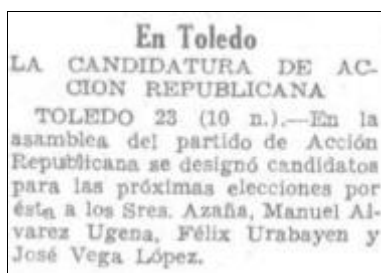 En Toledo
LA CANDIDATURA DE AC-
CION REPUBLICANA
TOLEDO 23 (10 n.).—En la
asamblea del partido de Acción
Republicana se designó candidatos
para las próximas elecciones por
ésta a los Sres. Azaña, Manuel Al-
varez Ugena, Félix Urabayen y
José Vega López.